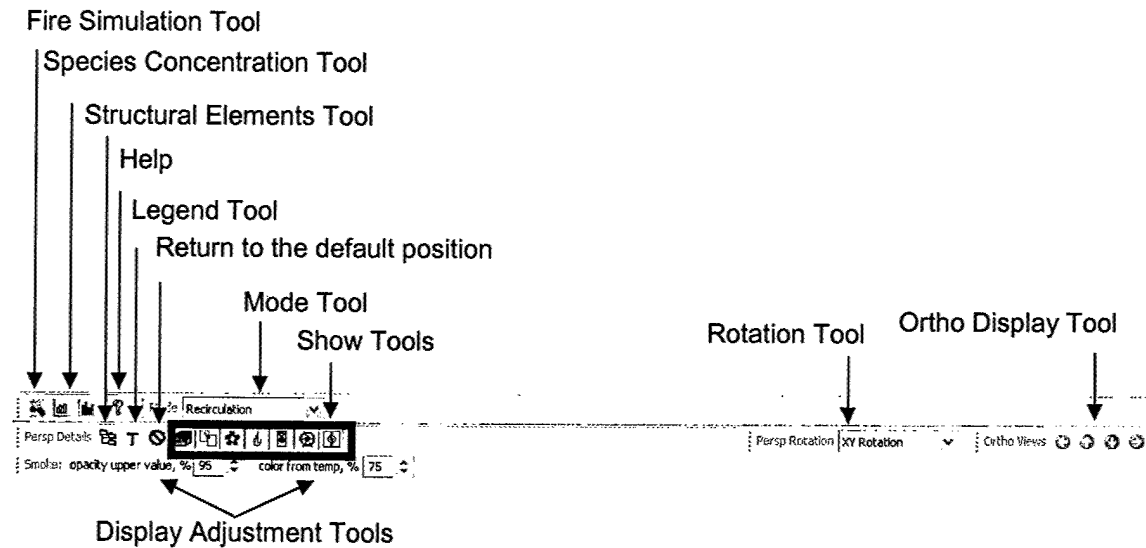 Fire Simulation Tool
Species Concentration Tool
Structural Elements Tool
Help
Legend Tool
Return to the default position
Mode Tool
Show Tools
Rotation Tool
Ortho Display Tool
Recirculation
Persp Details T
Persp Rotation XY Rotation
Ortho Views
Smoke: opacity upper value, % 95
color from temp, % 75
Display Adjustment Tools